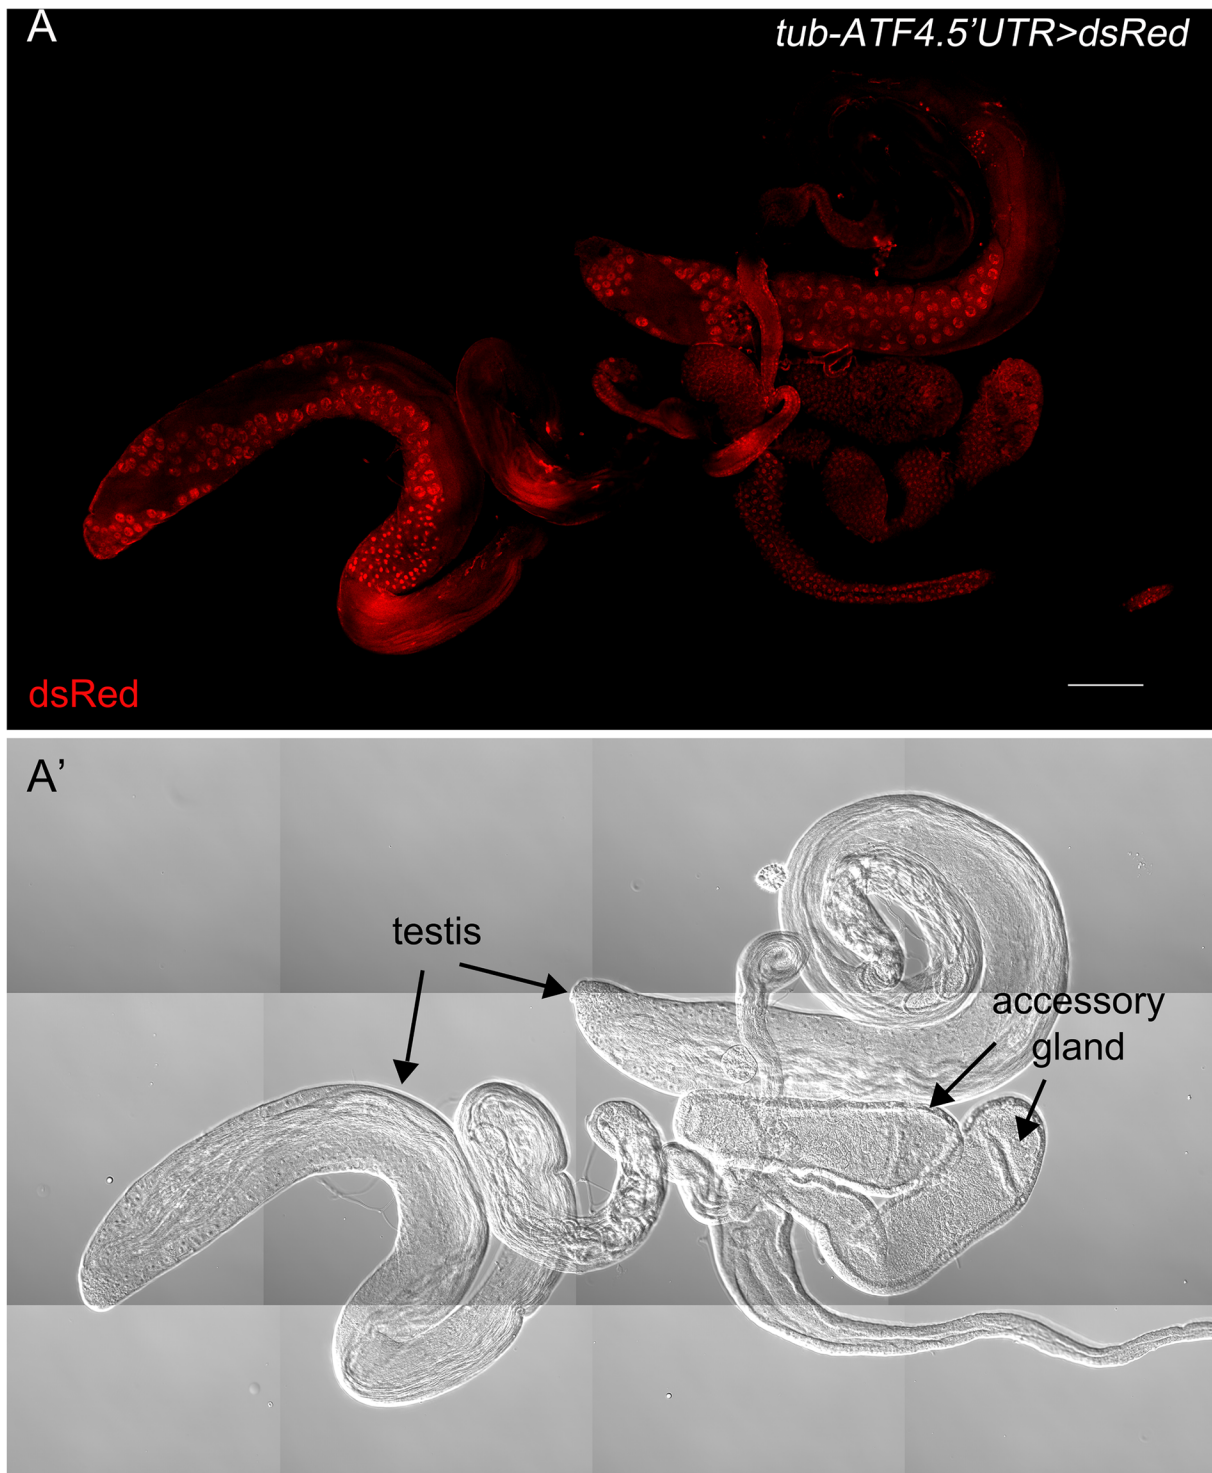 A
tub-ATF4.5’UTR>dsRed
dsRed
A’
testis
accessory
gland